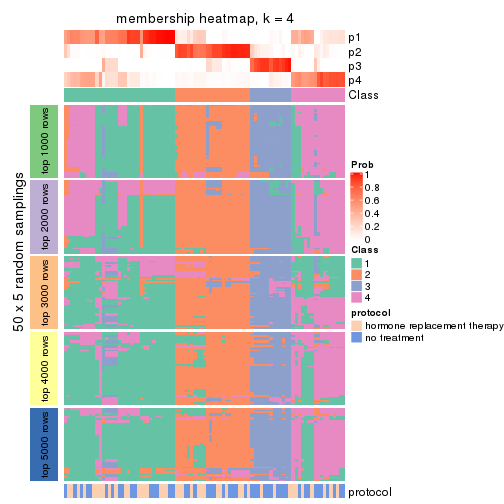 membership heatmap, k = 4
p1
p2
p3
p4
Class
50 x 5 random samplings
top 1000 rows
top 2000 rows
top 3000 rows
top 4000 rows
top 5000 rows
protocol
Prob
1
0.8
0.6
0.4
0.2
0
Class
1
2
3
4
protocol
hormone replacement therapy
no treatment